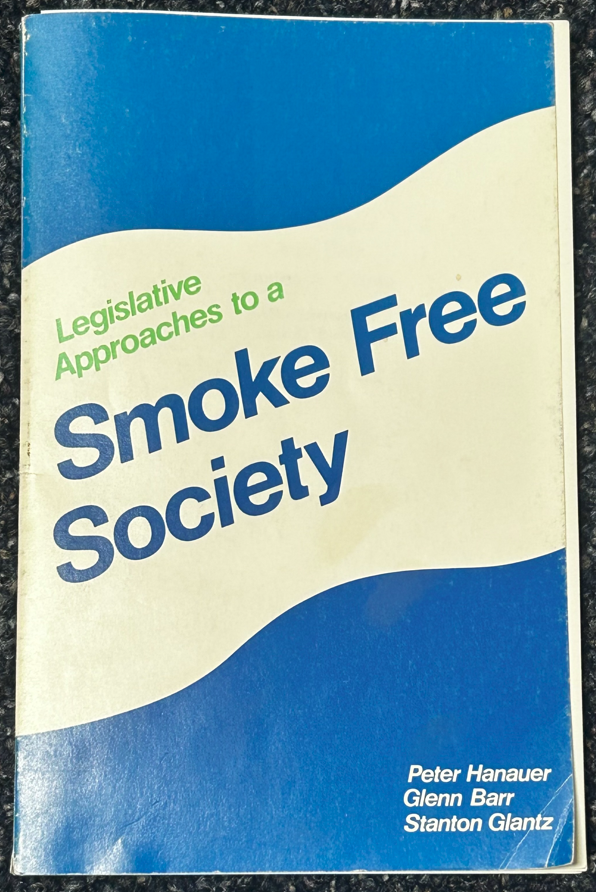 Legislative
Approaches to a
Smoke Free
Society
Peter Hanauer
Glenn Barr
Stanton Glantz